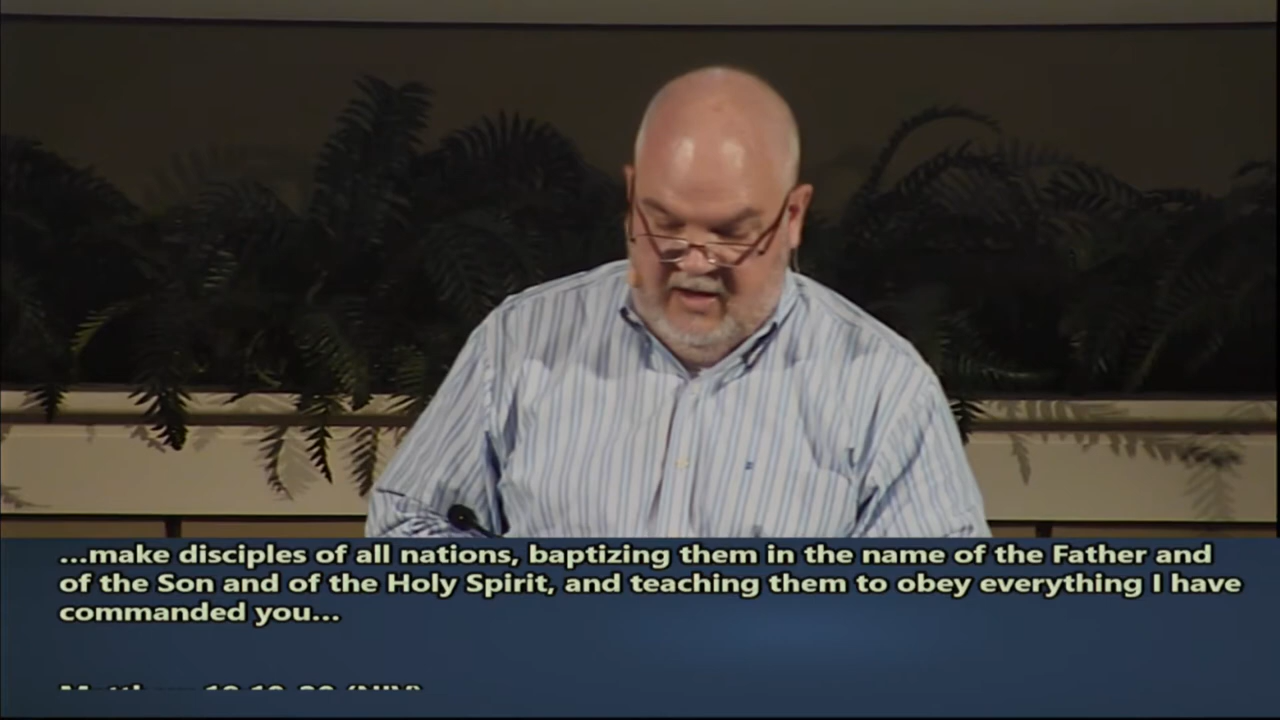 ...make disciples of all nations, baptizing them in the name of the Father and
of the Son and of the Holy Spirit, and teaching them to obey everything I have
commanded you...
(NIV)